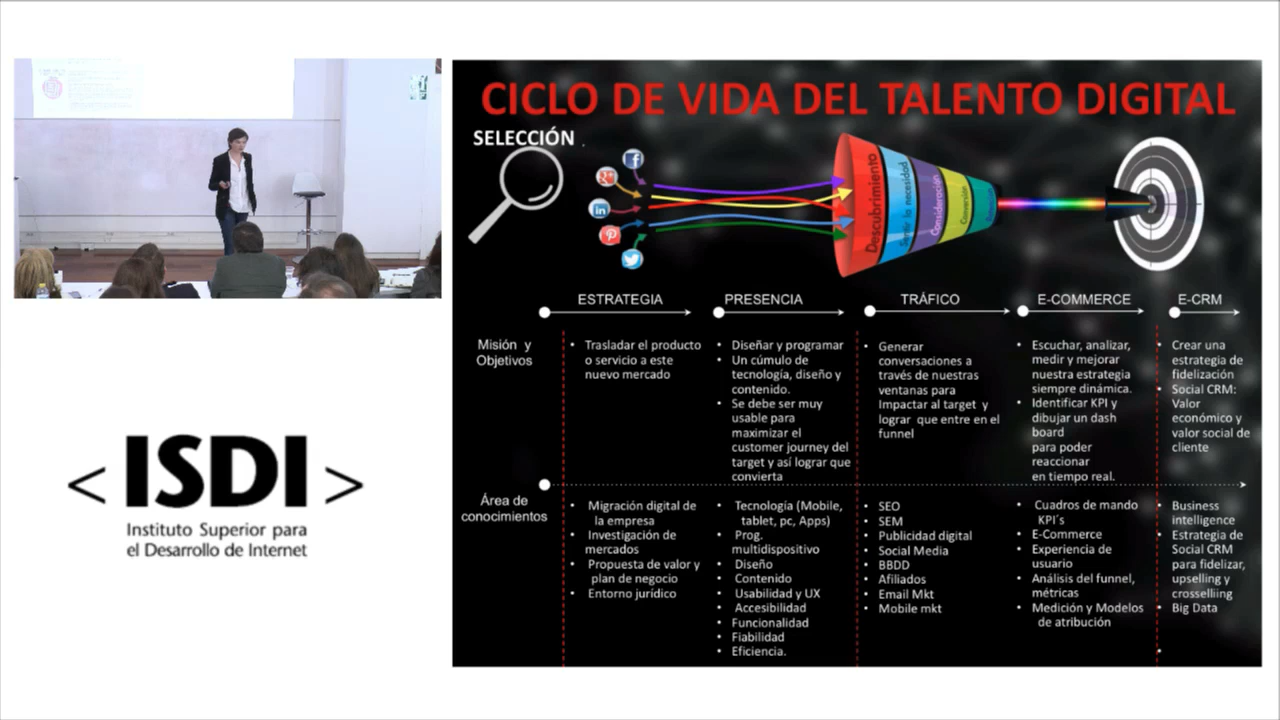 CICLO DE VIDA DEL TALENTO DIGITAL
SELECCIÓN
Descubrimiento
Consideración
Conversión
ESTRATEGIA
PRESENCIA
TRÁFICO
E-COMMERCE
E-CRM
Misión y
Objetivos
• Trasladar el producto
o servicio a este
nuevo mercado
• Diseñar y programar
• Un cúmulo de
tecnología, diseño y
contenido.
• Se debe ser muy
usable para
maximizar el
customer journey del
target y así lograr que
convierta
• Generar
conversaciones a
través de nuestras
ventanas para
Impactar al target y
lograr que entre en el
funnel
• Escuchar, analizar,
medir y mejorar
nuestra estrategia
siempre dinámica.
• Identificar KPI y
dibujar un dash
board
para poder
reaccionar
en tiempo real.
• Crear una
estrategia de
fidelización
• Social CRM:
Valor
económico y
valor social de
cliente
Área de
conocimientos
• Migración digital de
la empresa
• Investigación de
mercados
• Propuesta de valor y
plan de negocio
• Entorno jurídico
• Tecnología (Mobile,
tablet, pc, Apps)
• Prog.
multidispositivo
• Diseño
• Contenido
• Usabilidad y UX
• Accesibilidad
• Funcionalidad
• Fiabilidad
• Eficiencia.
• SEO
• SEM
• Publicidad digital
• Social Media
• BBDD
• Afiliados
• Email Mkt
• Mobile mkt
• Cuadros de mando
KPI´s
• E-Commerce
• Experiencia de
usuario
• Análisis del funnel,
métricas
• Medición y Modelos
de atribución
• Business
intelligence
• Estrategia de
Social CRM
para fidelizar,
upselling y
crosselliing
• Big Data
< ISDI >
Instituto Superior para
el Desarrollo de Internet